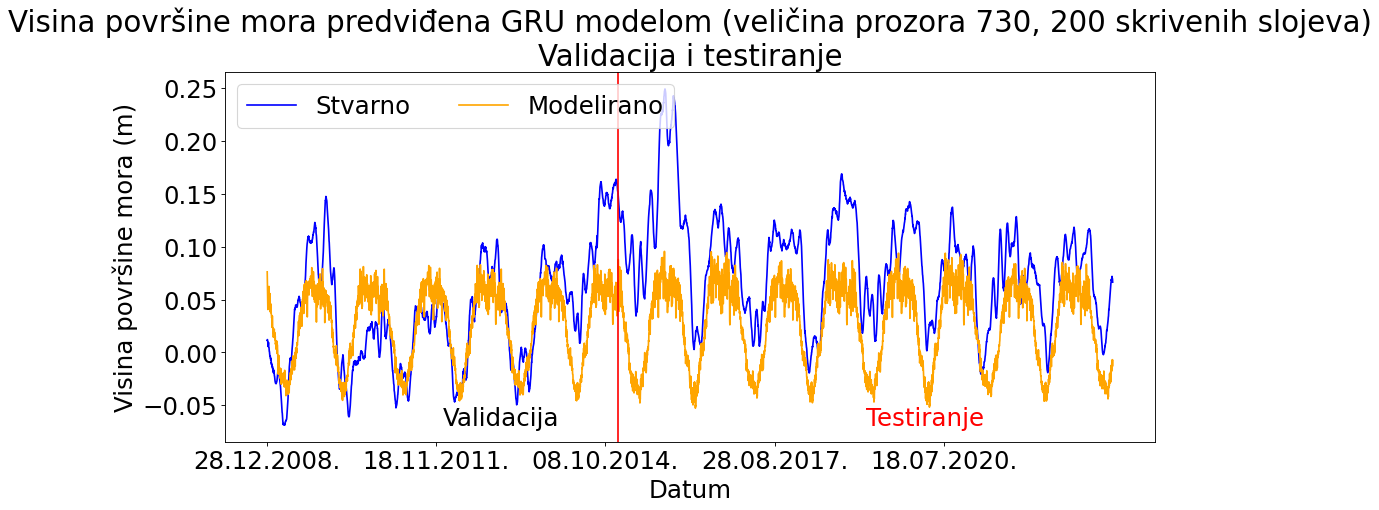 Visina površine mora predviđena GRU modelom (veličina prozora 730, 200 skrivenih slojeva)
Validacija i testiranje
Stvarno Modelirano
Visina površine mora (m)
0.25
0.20
0.15
0.10
0.05
0.00
−0.05
Validacija Testiranje
28.12.2008. 18.11.2011. 08.10.2014. 28.08.2017. 18.07.2020.
Datum